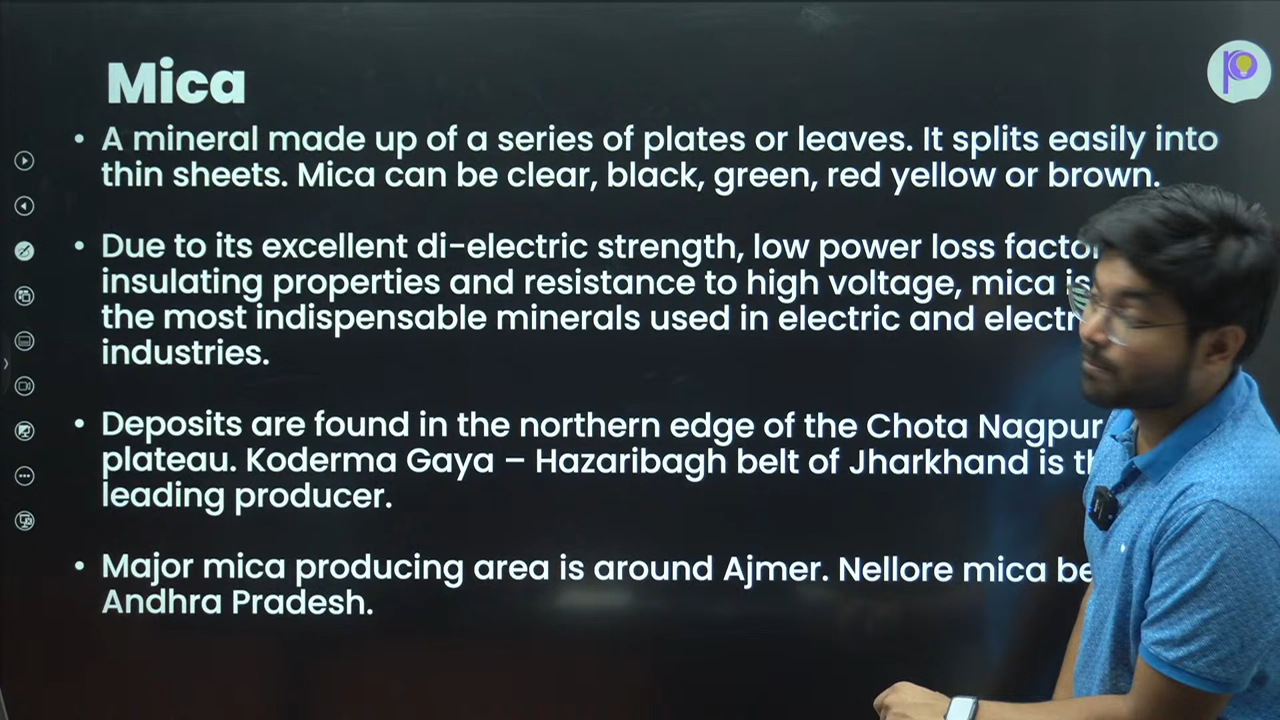 Mica
• A mineral made up of a series of plates or leaves. It splits easily into
thin sheets. Mica can be clear, black, green, red yellow or brown.
• Due to its excellent di-electric strength, low power loss factor
insulating properties and resistance to high voltage, mica is
the most indispensable minerals used in electric and
industries.
• Deposits are found in the northern edge of the Chota Nagpur
plateau. Koderma Gaya – Hazaribagh belt of Jharkhand is
leading producer.
• Major mica producing area is around Ajmer. Nellore mica
Andhra Pradesh.